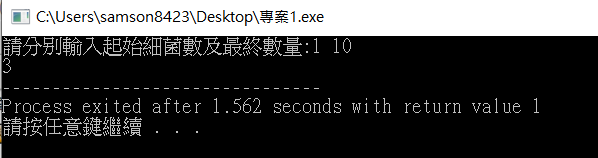 C:\Users\samson8423\Desktop\專案1.exe
請分別輸入起始細菌數及最終數量:1 10
3
--------------------------------
Process exited after 1.562 seconds with return value 1
請按任意鍵繼續 . . .